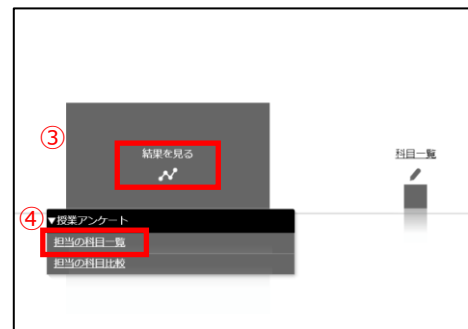 ③
結果を見る
科目一覧
④
▼授業アンケート
担当の科目一覧
担当の科目比較